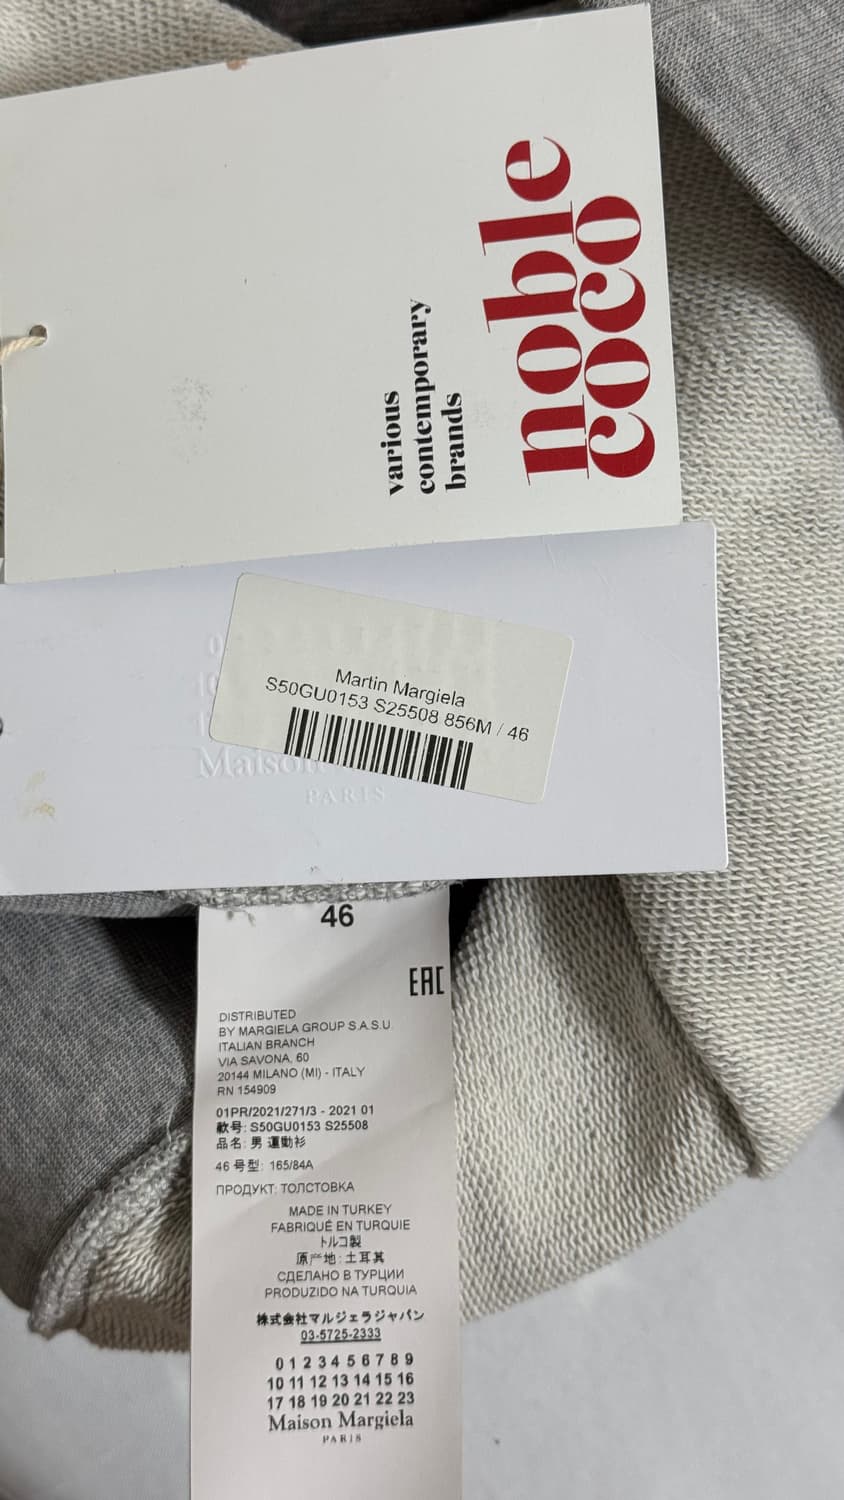 noble
coco
various
contemporary
brands
Martin Margiela
S50GU0153 S25508 856M / 46
PARIS
46
EAC
DISTRIBUTED
BY MARGIELA GROUP S.A.S.U.
ITALIAN BRANCH
VIA SAVONA, 60
20144 MILANO (MI) - ITALY
RN 154909
01PR/2021/271/3 - 2021 01
款号: S50GU0153 S25508
品名: 男 運動衫
46 号型: 165/84A
ПРОДУКТ: ТОЛСТОВКА
MADE IN TURKEY
FABRIQUÉ EN TURQUIE
トルコ製
原产地: 土耳其
СДЕЛАНО В ТУРЦИИ
PRODUZIDO NA TURQUIA
株式会社マルジェラジャパン
03-5725-2333
0 1 2 3 4 5 6 7 8 9
10 11 12 13 14 15 16
17 18 19 20 21 22 23
Maison Margiela
PARIS